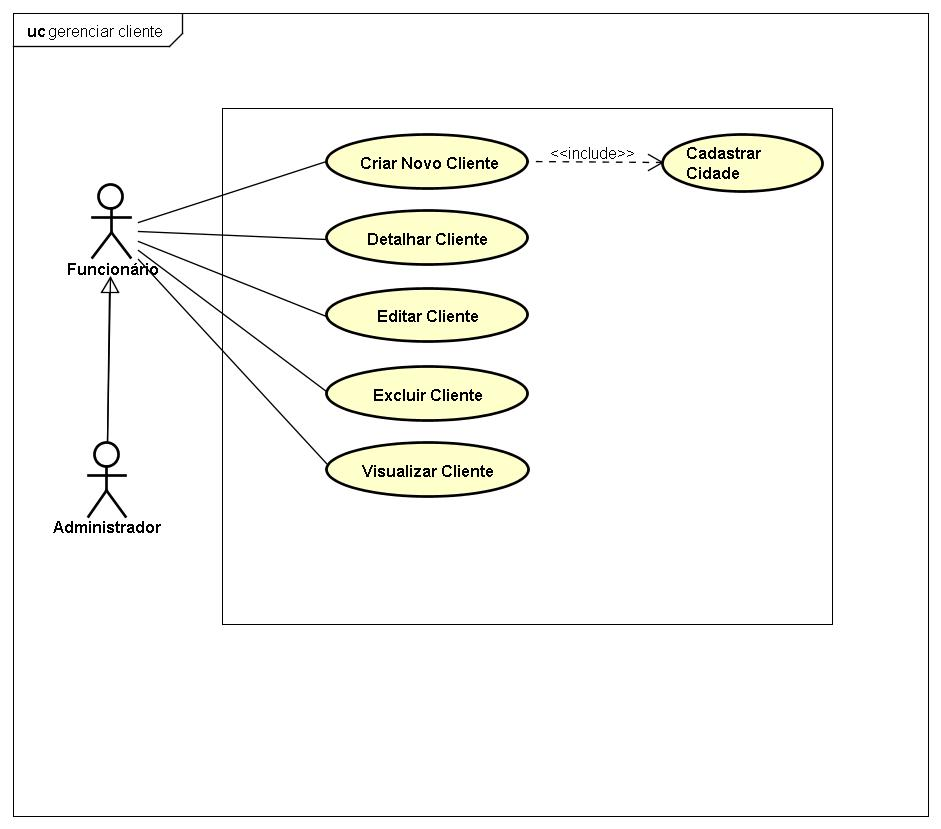 uc gerenciar cliente
Criar Novo Cliente
<<include>>
Cadastrar
Cidade
Detalhar Cliente
Funcionário
Editar Cliente
Excluir Cliente
Visualizar Cliente
Administrador